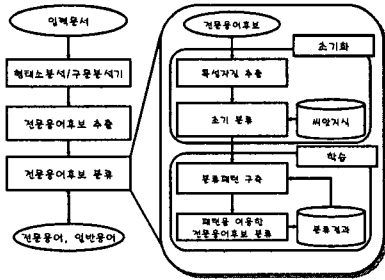 입력문서
형태소분석/구문분석기
전문용어후보 추출
전문용어후보 분류
전문용어, 일반용어
전문용어후보
초기화
특성자질 추출
초기 분류
씨앗지식
학습
분류패턴 구축
패턴을 이용한
전문용어후보 분류
분류결과